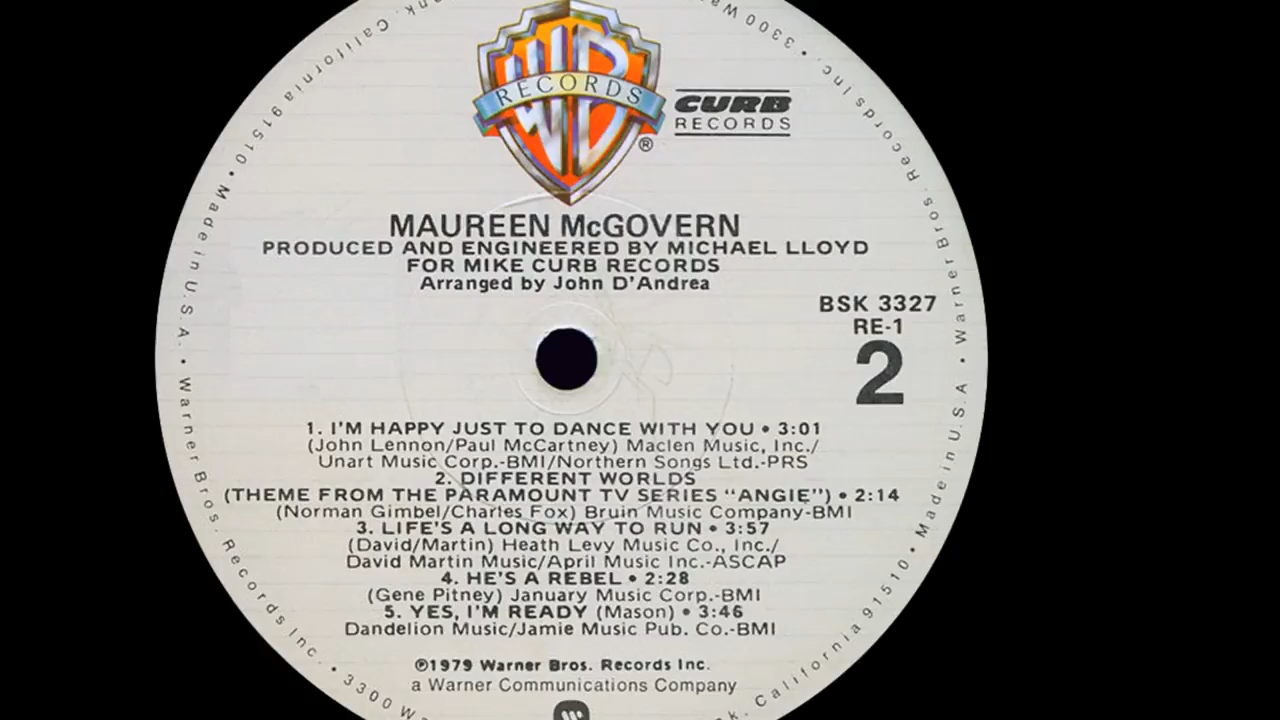 WB
RECORDS
®
CURB
RECORDS
MAUREEN McGOVERN
PRODUCED AND ENGINEERED BY MICHAEL LLOYD
FOR MIKE CURB RECORDS
Arranged by John D'Andrea
BSK 3327
RE-1
2
1. I'M HAPPY JUST TO DANCE WITH YOU • 3:01
(John Lennon/Paul McCartney) Maclen Music, Inc./
Unart Music Corp.-BMI/Northern Songs Ltd.-PRS
2. DIFFERENT WORLDS
(THEME FROM THE PARAMOUNT TV SERIES "ANGIE") • 2:14
(Norman Gimbel/Charles Fox) Bruin Music Company-BMI
3. LIFE'S A LONG WAY TO RUN • 3:57
(David/Martin) Heath Levy Music Co., Inc./
David Martin Music/April Music Inc.-ASCAP
4. HE'S A REBEL • 2:28
(Gene Pitney) January Music Corp.-BMI
5. YES, I'M READY (Mason) • 3:46
Dandelion Music/Jamie Music Pub. Co.-BMI
℗1979 Warner Bros. Records Inc.
a Warner Communications Company
California 91510 • Made in U.S.A. • Warner Bros. Records Inc. • 3300
California 91510 • Made in U.S.A • Warner Bros. Records Inc. • 3300